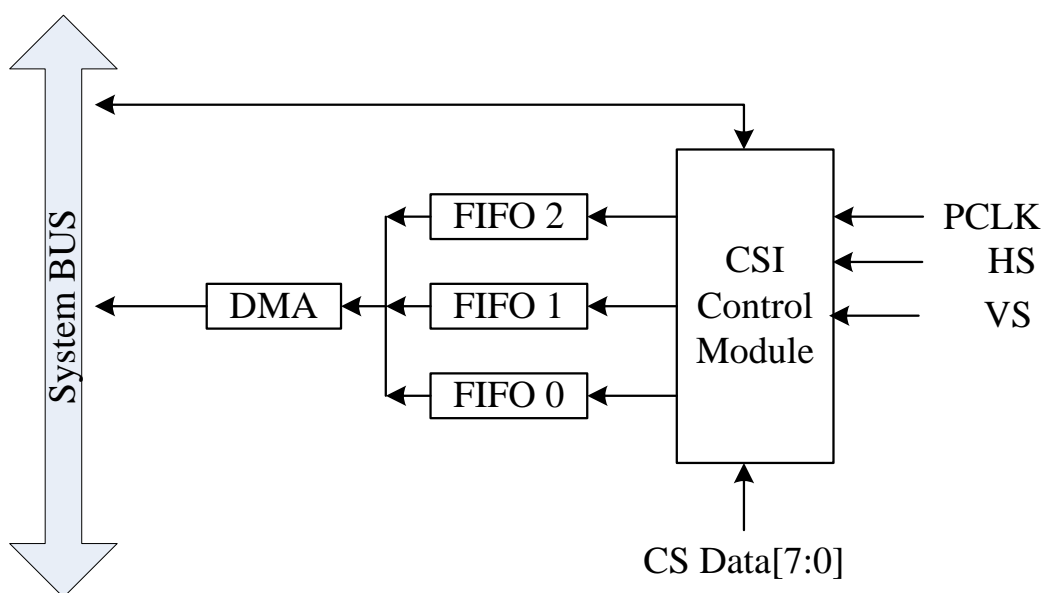 System BUS
DMA
FIFO 2
FIFO 1
FIFO 0
CSI
Control
Module
PCLK
HS
VS
CS Data[7:0]